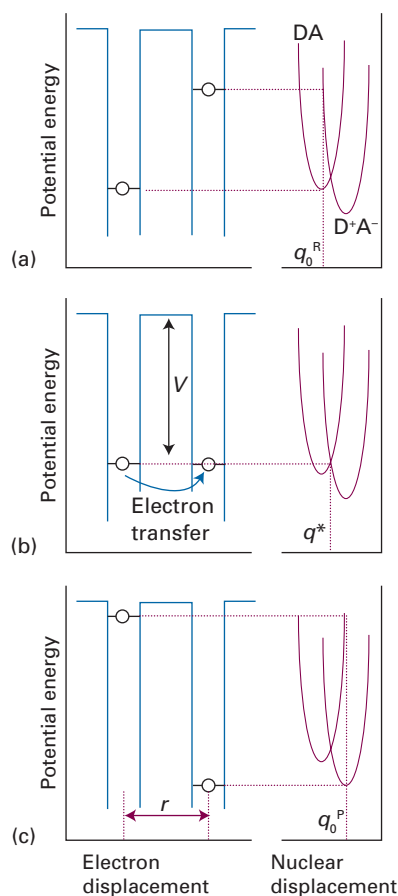 Potential energy
DA
D⁺A⁻
q₀ᴿ
(a)
Potential energy
V
Electron
transfer
q*
(b)
Potential energy
r
q₀ᴾ
(c)
Electron
displacement
Nuclear
displacement